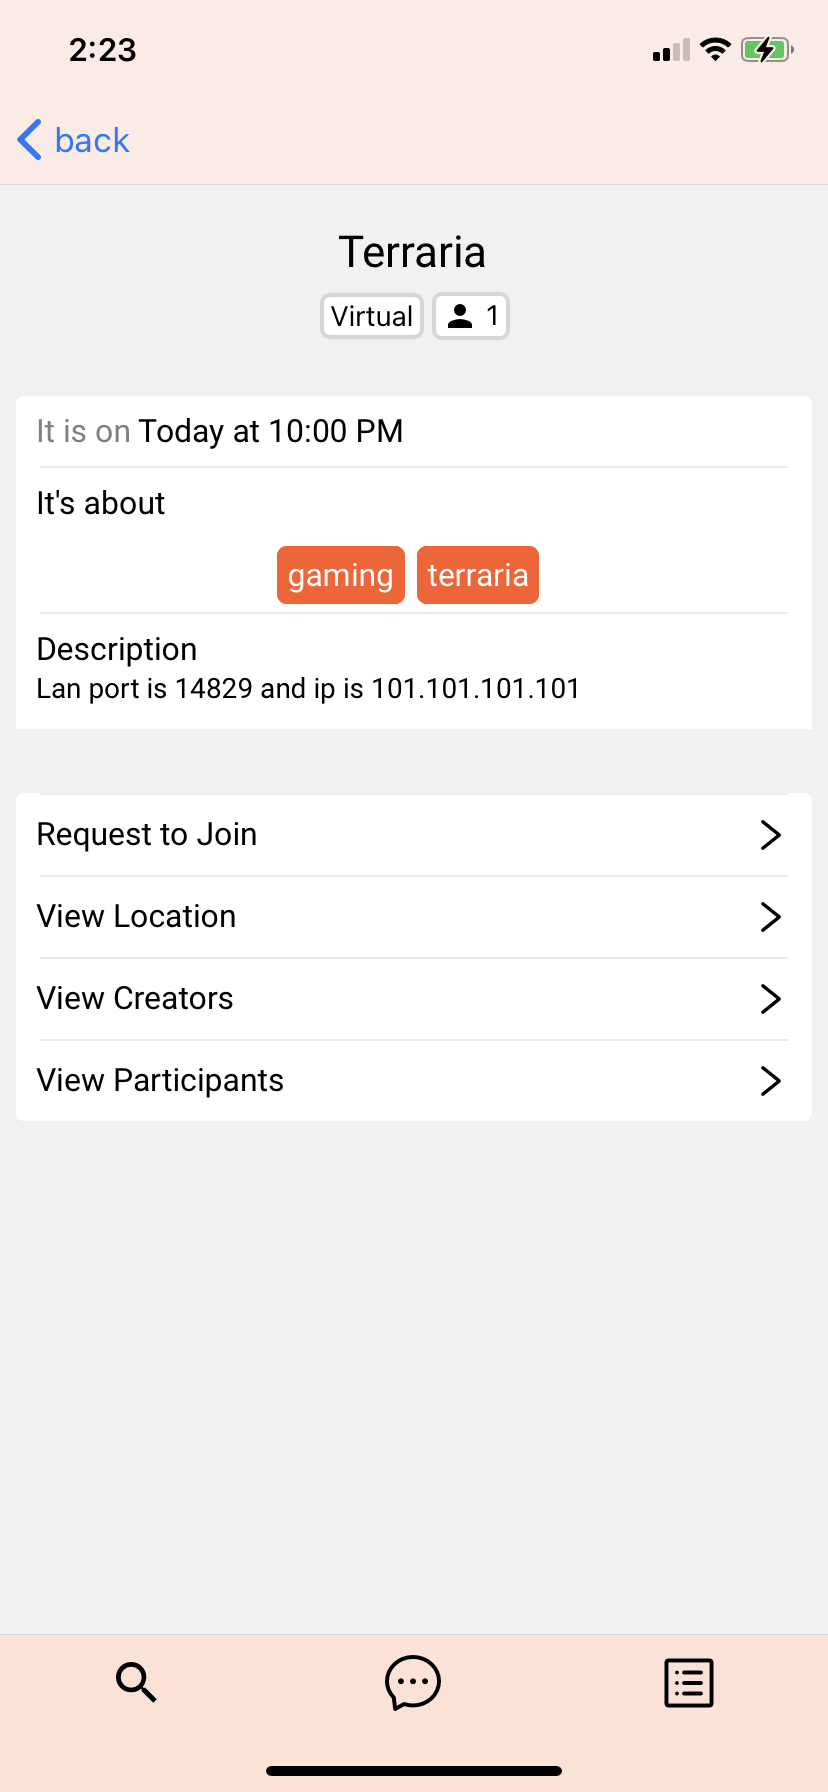 2:23
back
Terraria
Virtual 1
It is on Today at 10:00 PM
It's about
gaming terraria
Description
Lan port is 14829 and ip is 101.101.101.101
Request to Join
View Location
View Creators
View Participants